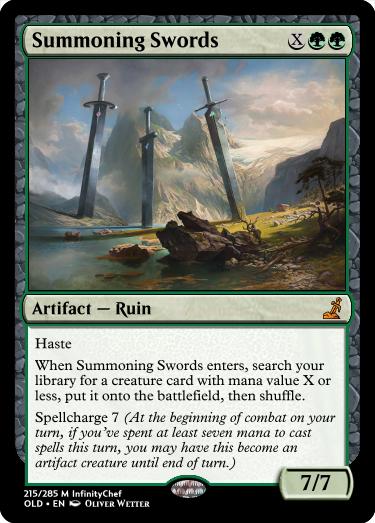 Summoning Swords X
Artifact — Ruin
Haste
When Summoning Swords enters, search your
library for a creature card with mana value X or
less, put it onto the battlefield, then shuffle.
Spellcharge 7 (At the beginning of combat on your
turn, if you've spent at least seven mana to cast
spells this turn, you may have this become an
artifact creature until end of turn.)
7/7
215/285 M InfinityChef
OLD • EN Oliver Wetter